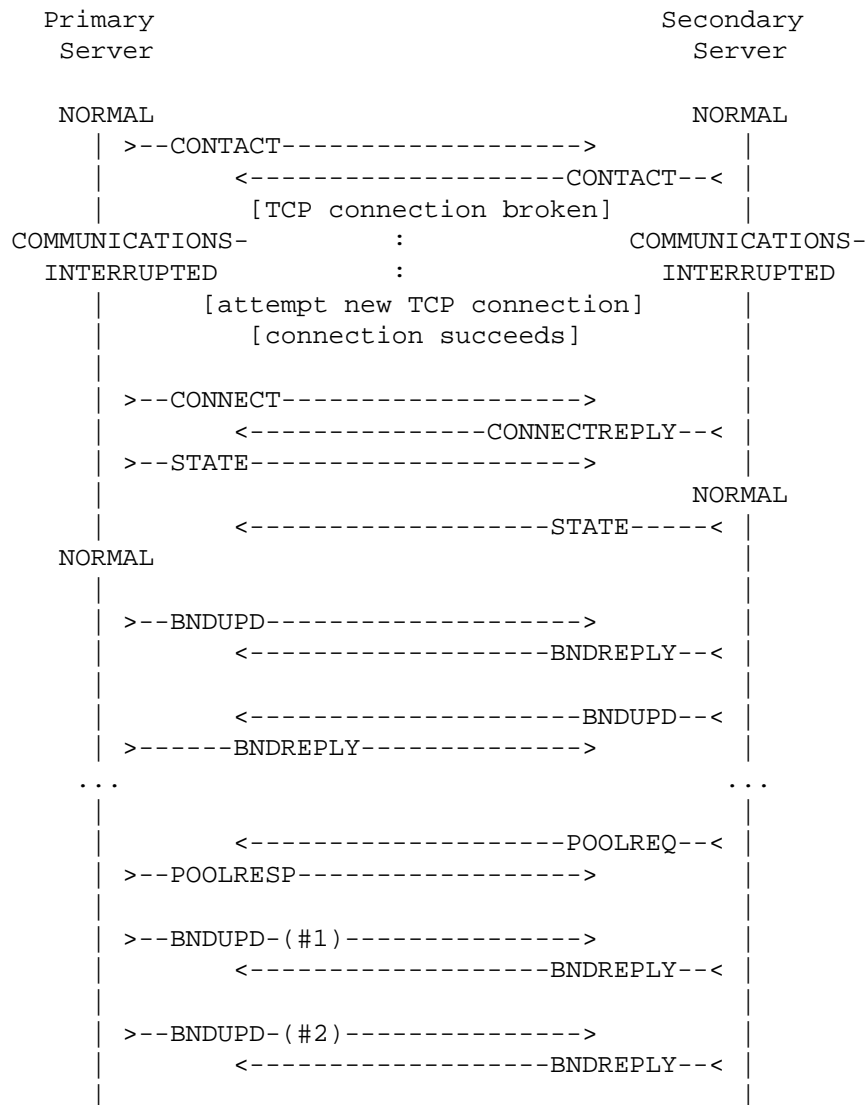 Primary                                Secondary
   Server                                  Server

   NORMAL                                  NORMAL
     | >--CONTACT-------------------->         |
     |        <--------------------CONTACT--< |
     |         [TCP connection broken]         |
COMMUNICATIONS-         :              COMMUNICATIONS-
  INTERRUPTED           :                INTERRUPTED
     |      [attempt new TCP connection]       |
     |         [connection succeeds]           |
     |                                         |
     | >--CONNECT------------------->          |
     |        <---------------CONNECTREPLY--< |
     | >--STATE--------------------->          |
     |                                     NORMAL
     |        <-------------------STATE-----< |
   NORMAL                                      |
     |                                         |
     | >--BNDUPD-------------------->          |
     |        <-------------------BNDREPLY--< |
     |                                         |
     |        <---------------------BNDUPD--< |
     | >------BNDREPLY-------------->          |
    ...                                       ...
     |                                         |
     |        <--------------------POOLREQ--< |
     | >--POOLRESP------------------>          |
     |                                         |
     | >--BNDUPD-(#1)--------------->          |
     |        <-------------------BNDREPLY--< |
     |                                         |
     | >--BNDUPD-(#2)--------------->          |
     |        <-------------------BNDREPLY--< |
     |                                         |